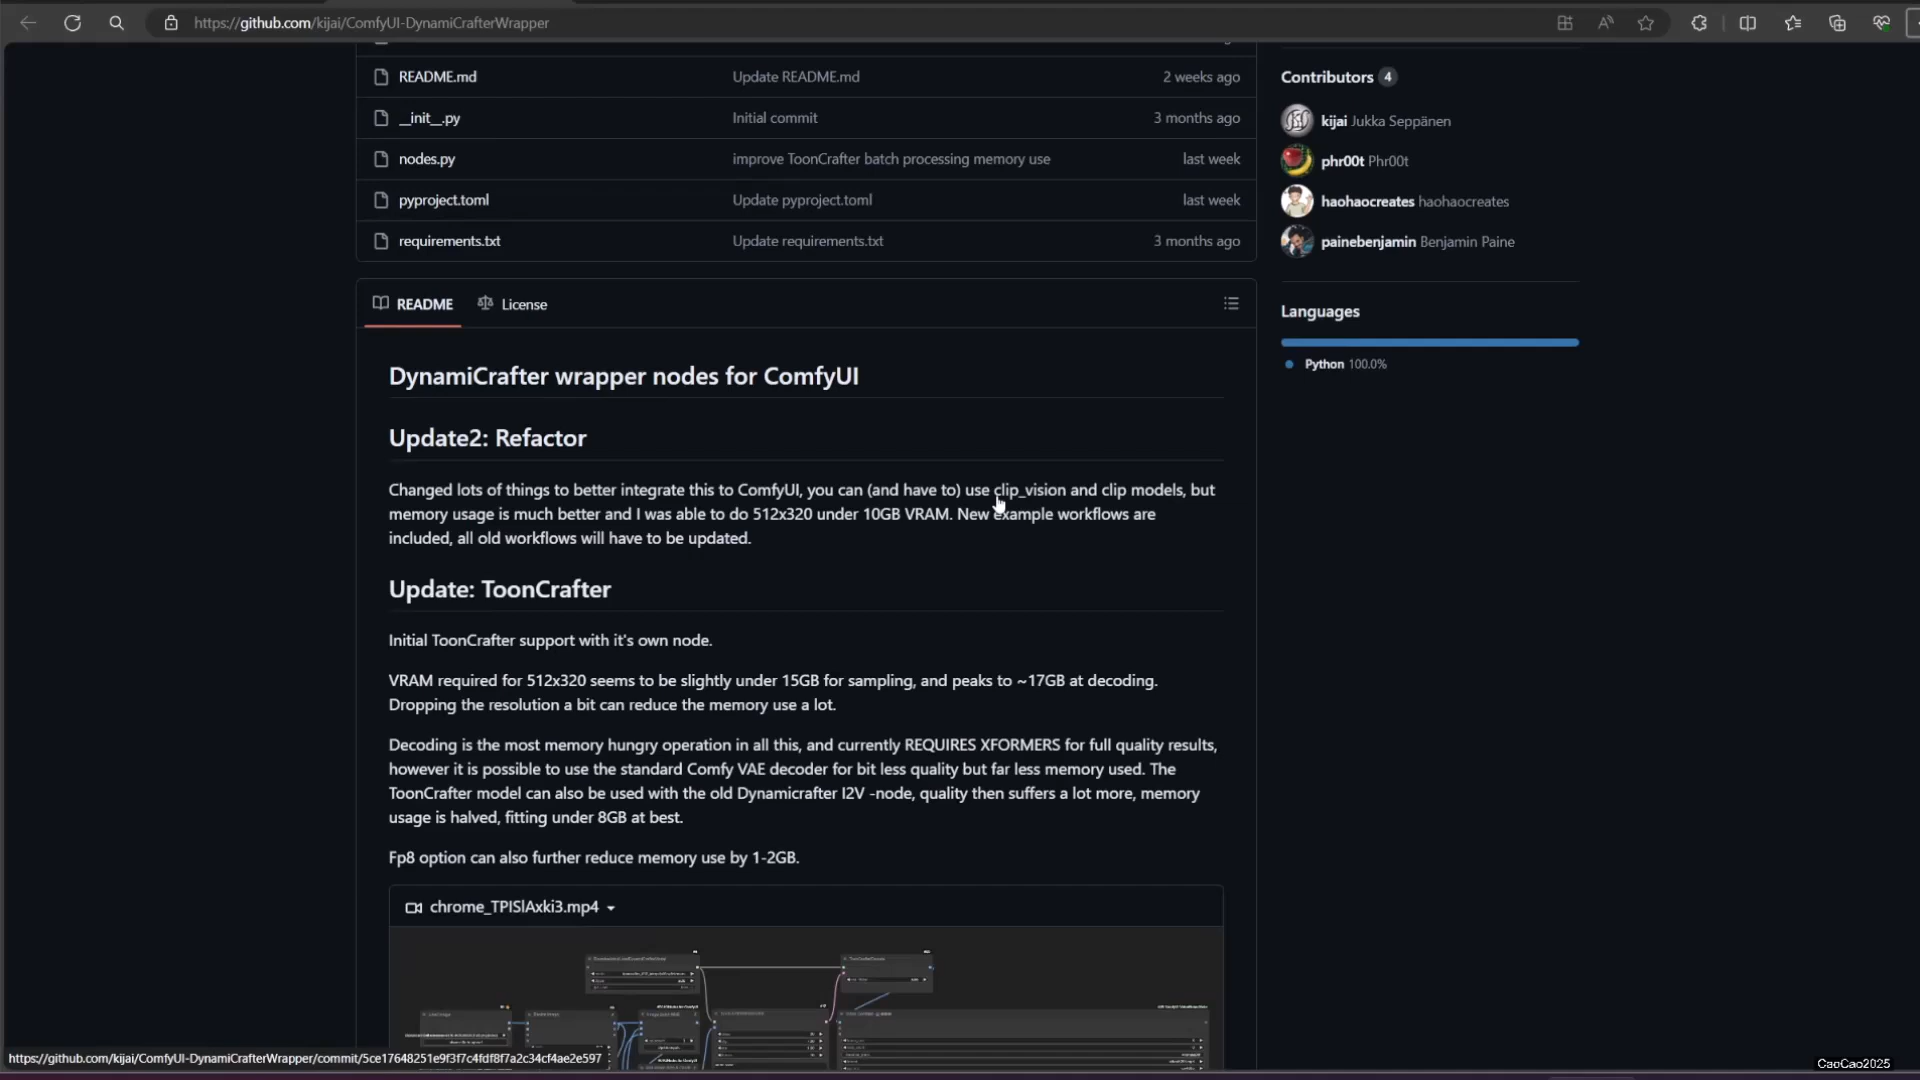 https://github.com/kijai/ComfyUI-DynamiCrafterWrapper
README.md Update README.md 2 weeks ago
__init__.py Initial commit 3 months ago
nodes.py improve ToonCrafter batch processing memory use last week
pyproject.toml Update pyproject.toml last week
requirements.txt Update requirements.txt 3 months ago
Contributors 4
kijai Jukka Seppänen
phr00t Phr00t
haohaocreates haohaocreates
painebenjamin Benjamin Paine
Languages
Python 100.0%
README License
DynamiCrafter wrapper nodes for ComfyUI
Update2: Refactor
Changed lots of things to better integrate this to ComfyUI, you can (and have to) use clip_vision and clip models, but
memory usage is much better and I was able to do 512x320 under 10GB VRAM. New example workflows are
included, all old workflows will have to be updated.
Update: ToonCrafter
Initial ToonCrafter support with it's own node.
VRAM required for 512x320 seems to be slightly under 15GB for sampling, and peaks to ~17GB at decoding.
Dropping the resolution a bit can reduce the memory use a lot.
Decoding is the most memory hungry operation in all this, and currently REQUIRES XFORMERS for full quality results,
however it is possible to use the standard Comfy VAE decoder for bit less quality but far less memory used. The
ToonCrafter model can also be used with the old Dynamicrafter I2V -node, quality then suffers a lot more, memory
usage is halved, fitting under 8GB at best.
Fp8 option can also further reduce memory use by 1-2GB.
chrome_TPISlAxki3.mp4
https://github.com/kijai/ComfyUI-DynamiCrafterWrapper/commit/5ce17648251e9f3f7c4fdf8f7a2c34cf4ae2e597
CaoCao2025